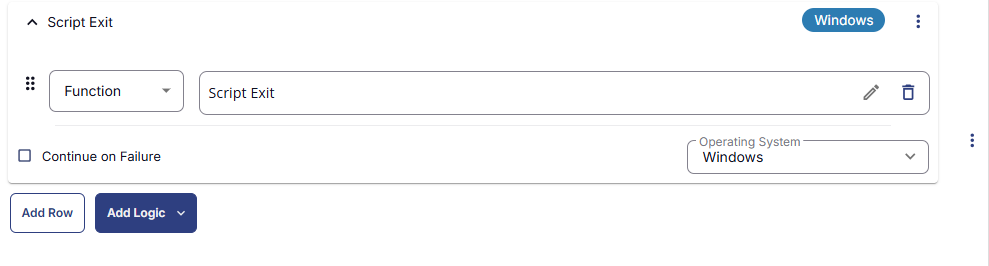 Script Exit
Windows
Function
Script Exit
Continue on Failure
Operating System
Windows
Add Row
Add Logic